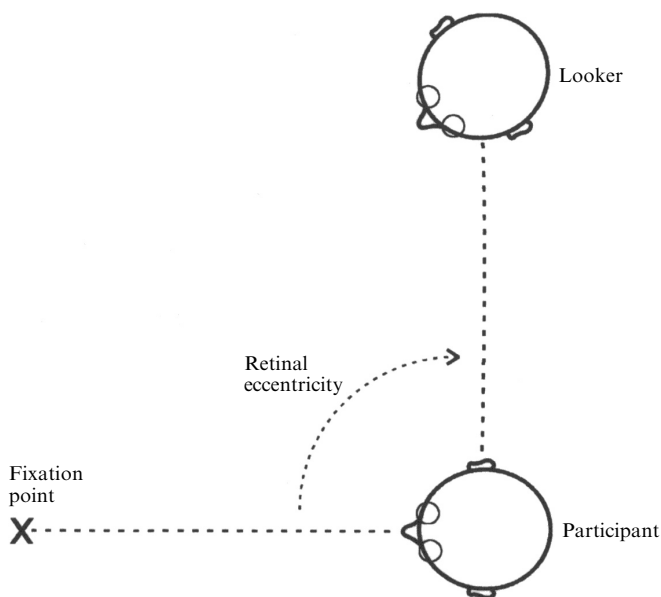 Looker
Retinal
eccentricity
Fixation
point
X
Participant